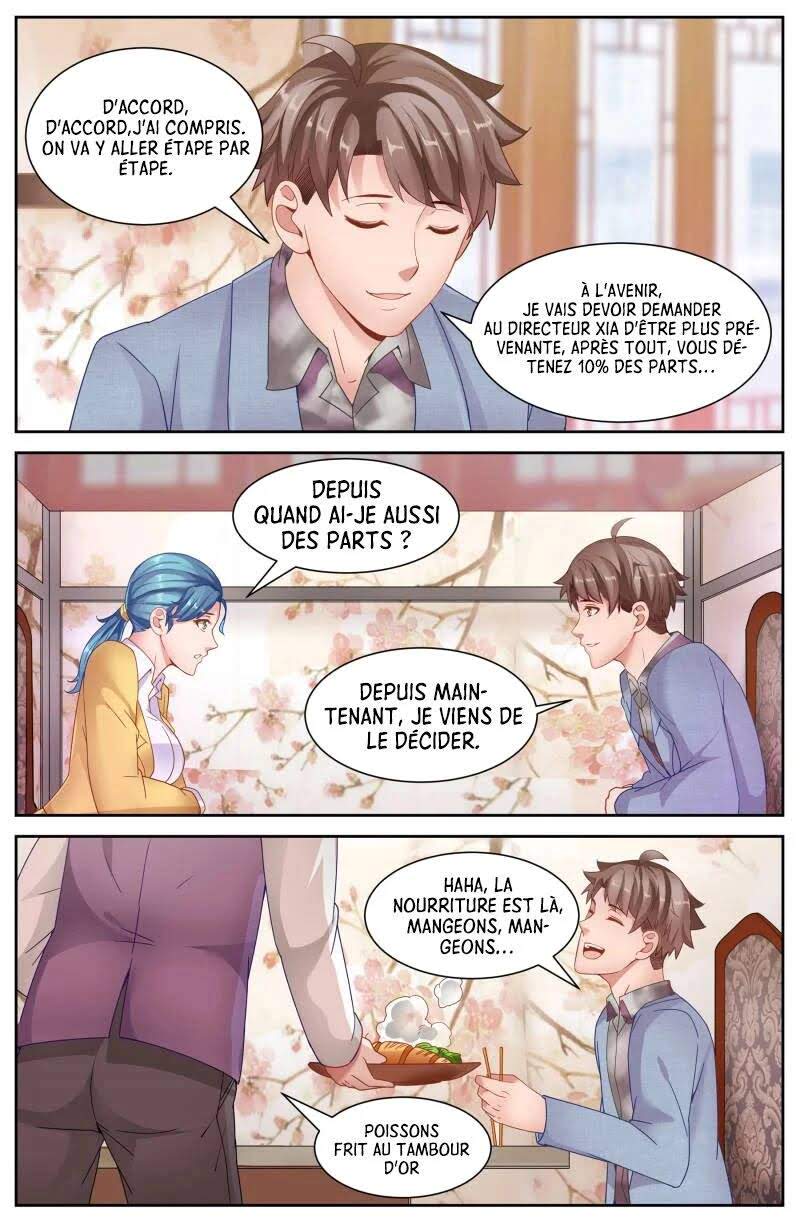 D'ACCORD,
D'ACCORD,J'AI COMPRIS.
ON VA Y ALLER ÉTAPE PAR
ÉTAPE.
À L'AVENIR,
JE VAIS DEVOIR DEMANDER
AU DIRECTEUR XIA D'ÊTRE PLUS PRÉ-
VENANTE, APRÈS TOUT, VOUS DÉ-
TENEZ 10% DES PARTS...
DEPUIS
QUAND AI-JE AUSSI
DES PARTS ?
DEPUIS MAIN-
TENANT, JE VIENS DE
LE DÉCIDER.
HAHA, LA
NOURRITURE EST LÀ,
MANGEONS, MAN-
GEONS...
POISSONS
FRIT AU TAMBOUR
D'OR